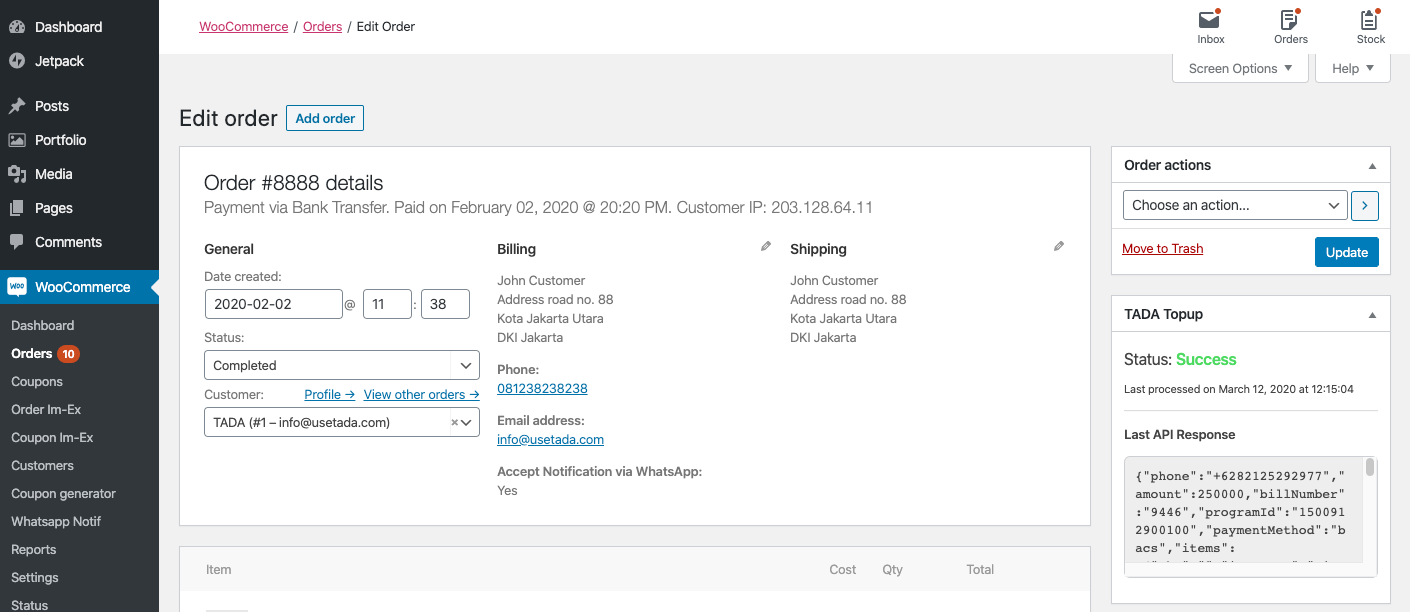 Dashboard
Jetpack
Posts
Portfolio
Media
Pages
Comments
WOO WooCommerce
Dashboard
Orders 10
Coupons
Order Im-Ex
Coupon Im-Ex
Customers
Coupon generator
Whatsapp Notif
Reports
Settings
Status
WooCommerce / Orders / Edit Order
Inbox
Orders
Stock
Screen Options ▼
Help ▼
Edit order
Add order
Order #8888 details
Payment via Bank Transfer. Paid on February 02, 2020 @ 20:20 PM. Customer IP: 203.128.64.11
General
Date created:
2020-02-02 @ 11 : 38
Status:
Completed
Customer: Profile → View other orders →
TADA (#1 – info@usetada.com) ×
Billing
John Customer
Address road no. 88
Kota Jakarta Utara
DKI Jakarta
Phone:
081238238238
Email address:
info@usetada.com
Accept Notification via WhatsApp:
Yes
Shipping
John Customer
Address road no. 88
Kota Jakarta Utara
DKI Jakarta
Item Cost Qty Total
Order actions ▲
Choose an action...
Move to Trash
Update
TADA Topup ▲
Status: Success
Last processed on March 12, 2020 at 12:15:04
Last API Response
{"phone":"+6282125292977","
amount":250000,"billNumber"
:"9446","programId":"150091
2900100","paymentMethod":"b
acs","items":